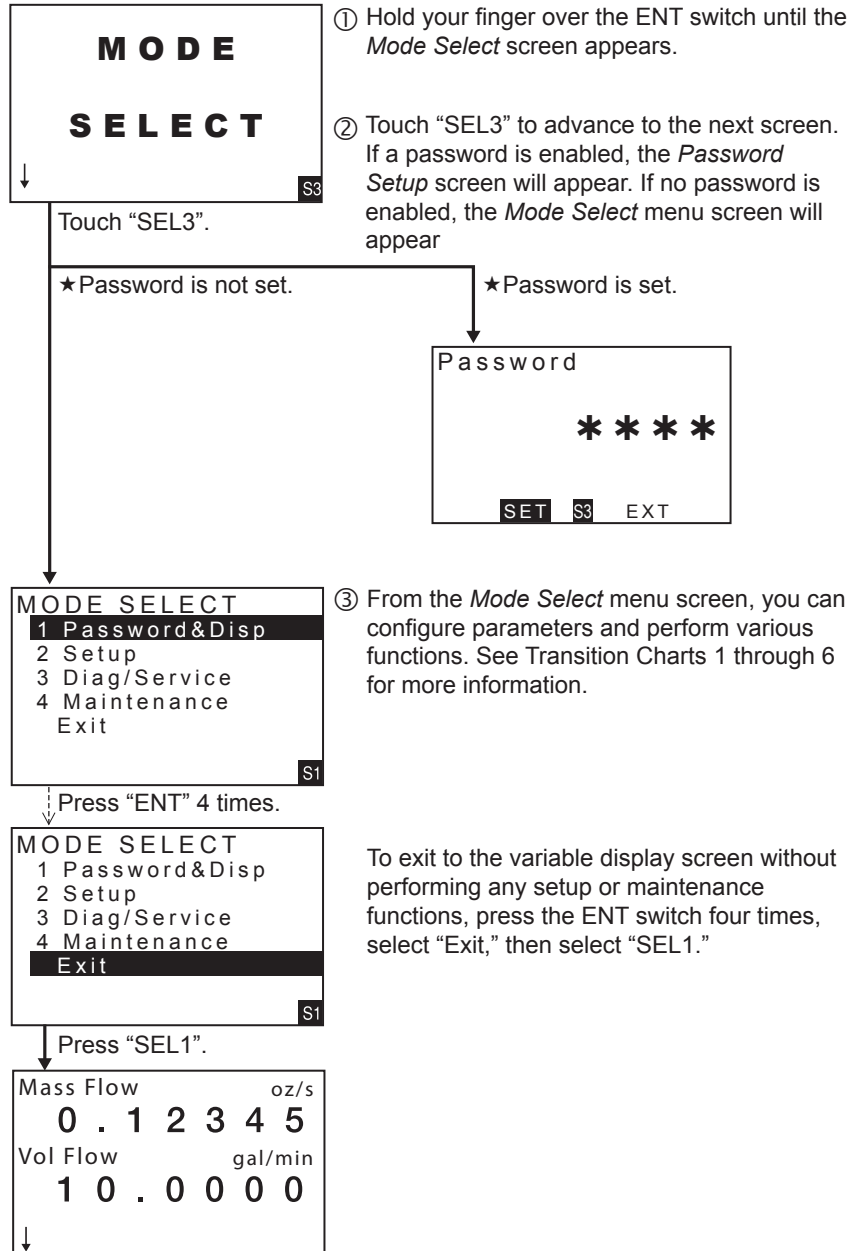 MODE
SELECT
↓
S3
① Hold your finger over the ENT switch until the
Mode Select screen appears.
② Touch “SEL3” to advance to the next screen.
If a password is enabled, the Password
Setup screen will appear. If no password is
enabled, the Mode Select menu screen will
appear
Touch “SEL3”.
★Password is not set.
★Password is set.
Password
****
SET S3 EXT
MODE SELECT
1 Password&Disp
2 Setup
3 Diag/Service
4 Maintenance
Exit
S1
③ From the Mode Select menu screen, you can
configure parameters and perform various
functions. See Transition Charts 1 through 6
for more information.
Press “ENT” 4 times.
MODE SELECT
1 Password&Disp
2 Setup
3 Diag/Service
4 Maintenance
Exit
S1
To exit to the variable display screen without
performing any setup or maintenance
functions, press the ENT switch four times,
select “Exit,” then select “SEL1.”
Press “SEL1”.
Mass Flow oz/s
0.12345
Vol Flow gal/min
10.0000
↓